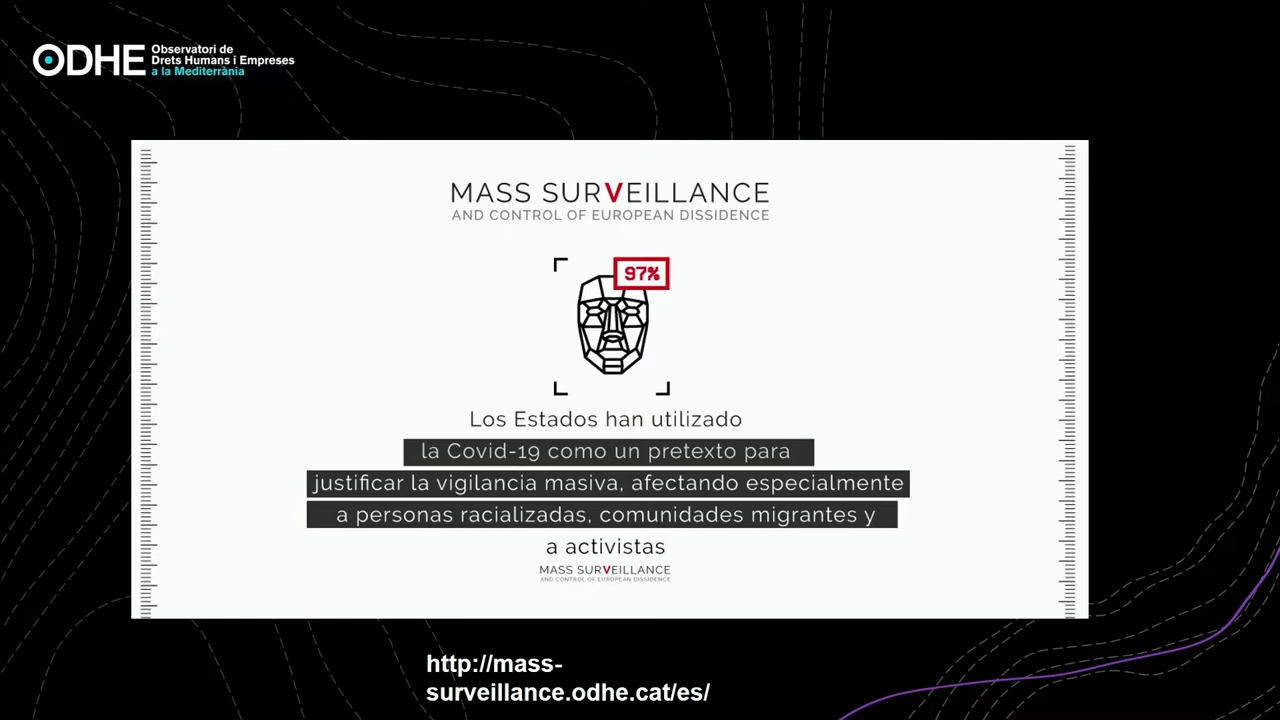 ODHE
Observatori de
Drets Humans i Empreses
a la Mediterrània
MASS SURVEILLANCE
AND CONTROL OF EUROPEAN DISSIDENCE
97%
Los Estados han utilizado
la Covid-19 como un pretexto para
justificar la vigilancia masiva, afectando especialmente
a personas racializadas, comunidades migrantes y
a activistas
MASS SURVEILLANCE
AND CONTROL OF EUROPEAN DISSIDENCE
http://mass-
surveillance.odhe.cat/es/